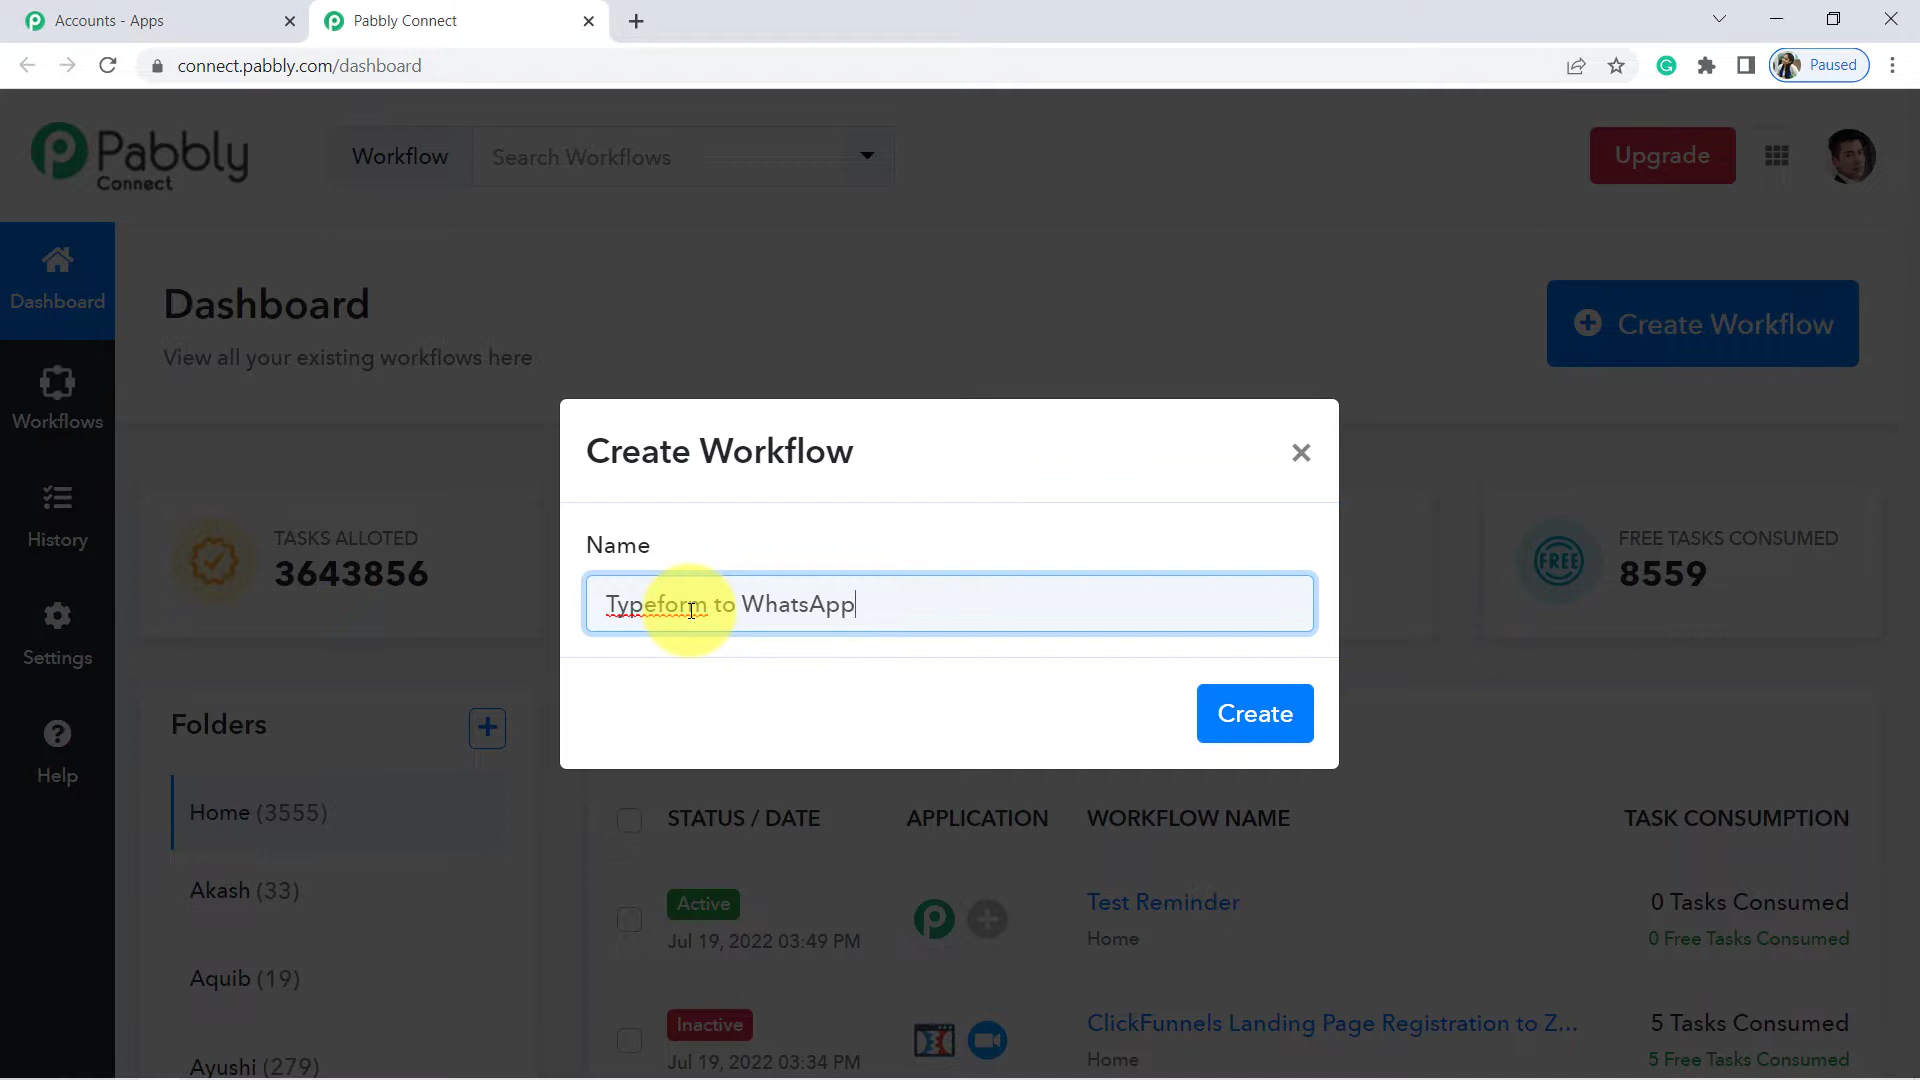 Accounts - Apps
Pabbly Connect
connect.pabbly.com/dashboard
Paused
Pabbly
Connect
Workflow
Search Workflows
Upgrade
Dashboard
Workflows
History
Settings
Help
Dashboard
View all your existing workflows here
Create Workflow
TASKS ALLOTED
3643856
FREE
FREE TASKS CONSUMED
8559
Create Workflow
Name
Typeform to WhatsApp
Create
Folders
Home (3555)
Akash (33)
Aquib (19)
Ayushi (279)
STATUS / DATE APPLICATION WORKFLOW NAME TASK CONSUMPTION
Active
Jul 19, 2022 03:49 PM
Test Reminder
Home
0 Tasks Consumed
0 Free Tasks Consumed
Inactive
Jul 19, 2022 03:34 PM
ClickFunnels Landing Page Registration to Z...
Home
5 Tasks Consumed
5 Free Tasks Consumed